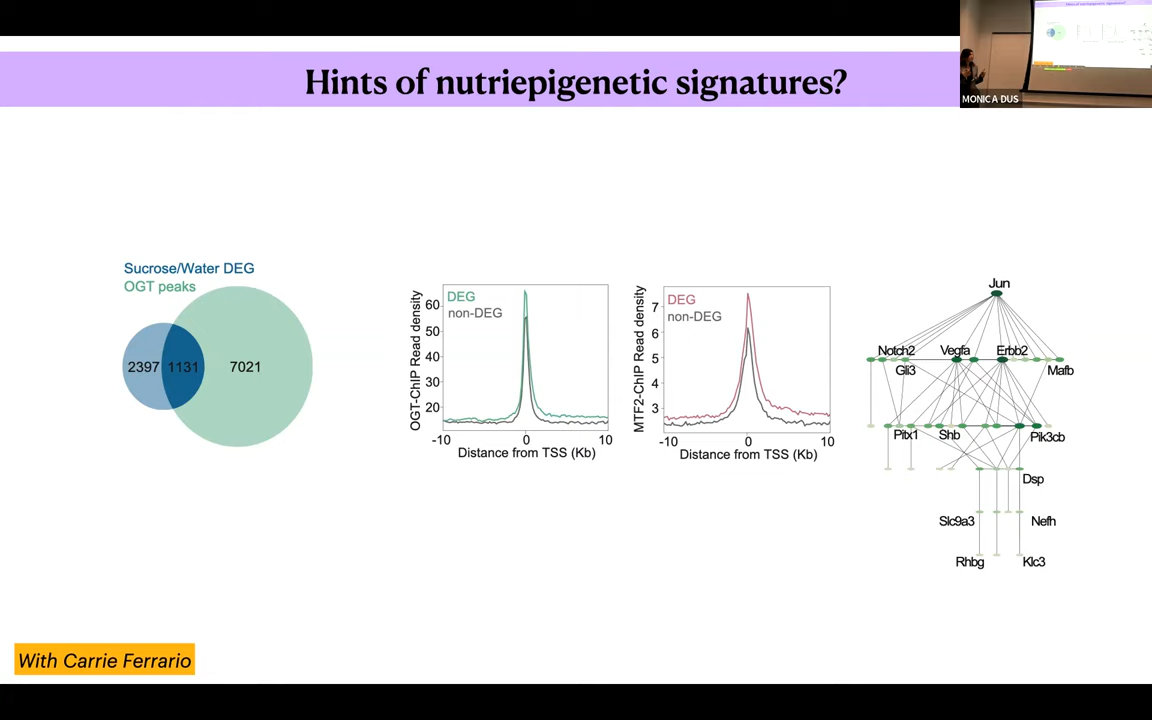 Hints of nutriepigenetic signatures?
MONICA DUS
Sucrose/Water DEG
OGT peaks
2397 1131 7021
OGT-ChIP Read density
60
50
40
30
20
DEG
non-DEG
-10 0 10
Distance from TSS (Kb)
MTF2-ChIP Read density
7
6
5
4
3
DEG
non-DEG
-10 0 10
Distance from TSS (Kb)
Jun
Notch2 Vegfa Erbb2
Gli3 Mafb
Pitx1 Shb Pik3cb
Dsp
Slc9a3 Nefh
Rhbg Klc3
With Carrie Ferrario